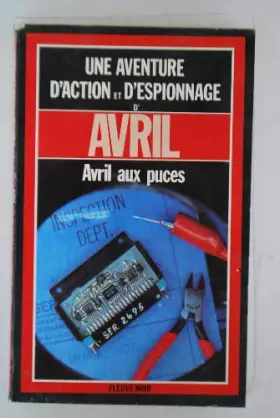 UNE AVENTURE
D'ACTION ET D'ESPIONNAGE
D'
AVRIL
Avril aux puces
INSPECTION
DEPT.
SER 2695
FLEUVE NOIR